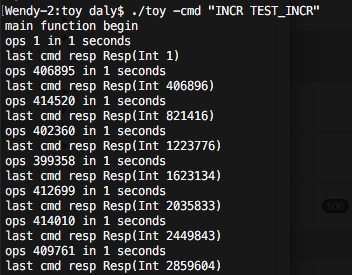 Wendy-2:toy daly$ ./toy -cmd "INCR TEST_INCR"
main function begin
ops 1 in 1 seconds
last cmd resp Resp(Int 1)
ops 406895 in 1 seconds
last cmd resp Resp(Int 406896)
ops 414520 in 1 seconds
last cmd resp Resp(Int 821416)
ops 402360 in 1 seconds
last cmd resp Resp(Int 1223776)
ops 399358 in 1 seconds
last cmd resp Resp(Int 1623134)
ops 412699 in 1 seconds
last cmd resp Resp(Int 2035833)
ops 414010 in 1 seconds
last cmd resp Resp(Int 2449843)
ops 409761 in 1 seconds
last cmd resp Resp(Int 2859604)